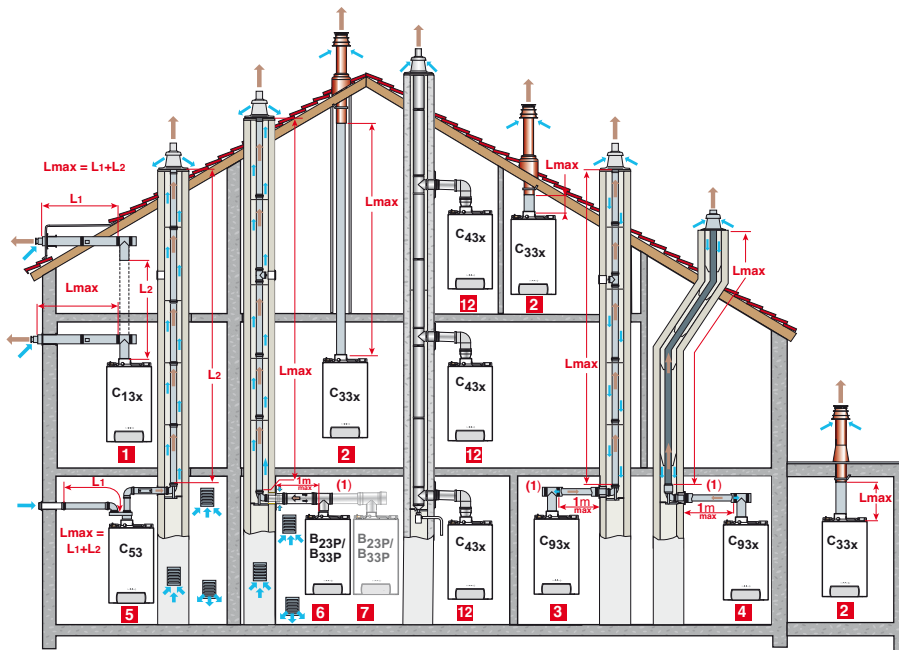 Lmax = L1+L2
L1
Lmax
L2
C13x
1
L1
Lmax =
L1+L2
C53
5
L2
Lmax
1m
max
(1)
B23P/
B33P
6
B23P/
B33P
7
Lmax
C33x
2
C43x
12
C43x
12
C43x
12
Lmax
C33x
2
Lmax
(1)
1m
max
C93x
3
Lmax
(1)
1m
max
C93x
4
Lmax
C33x
2